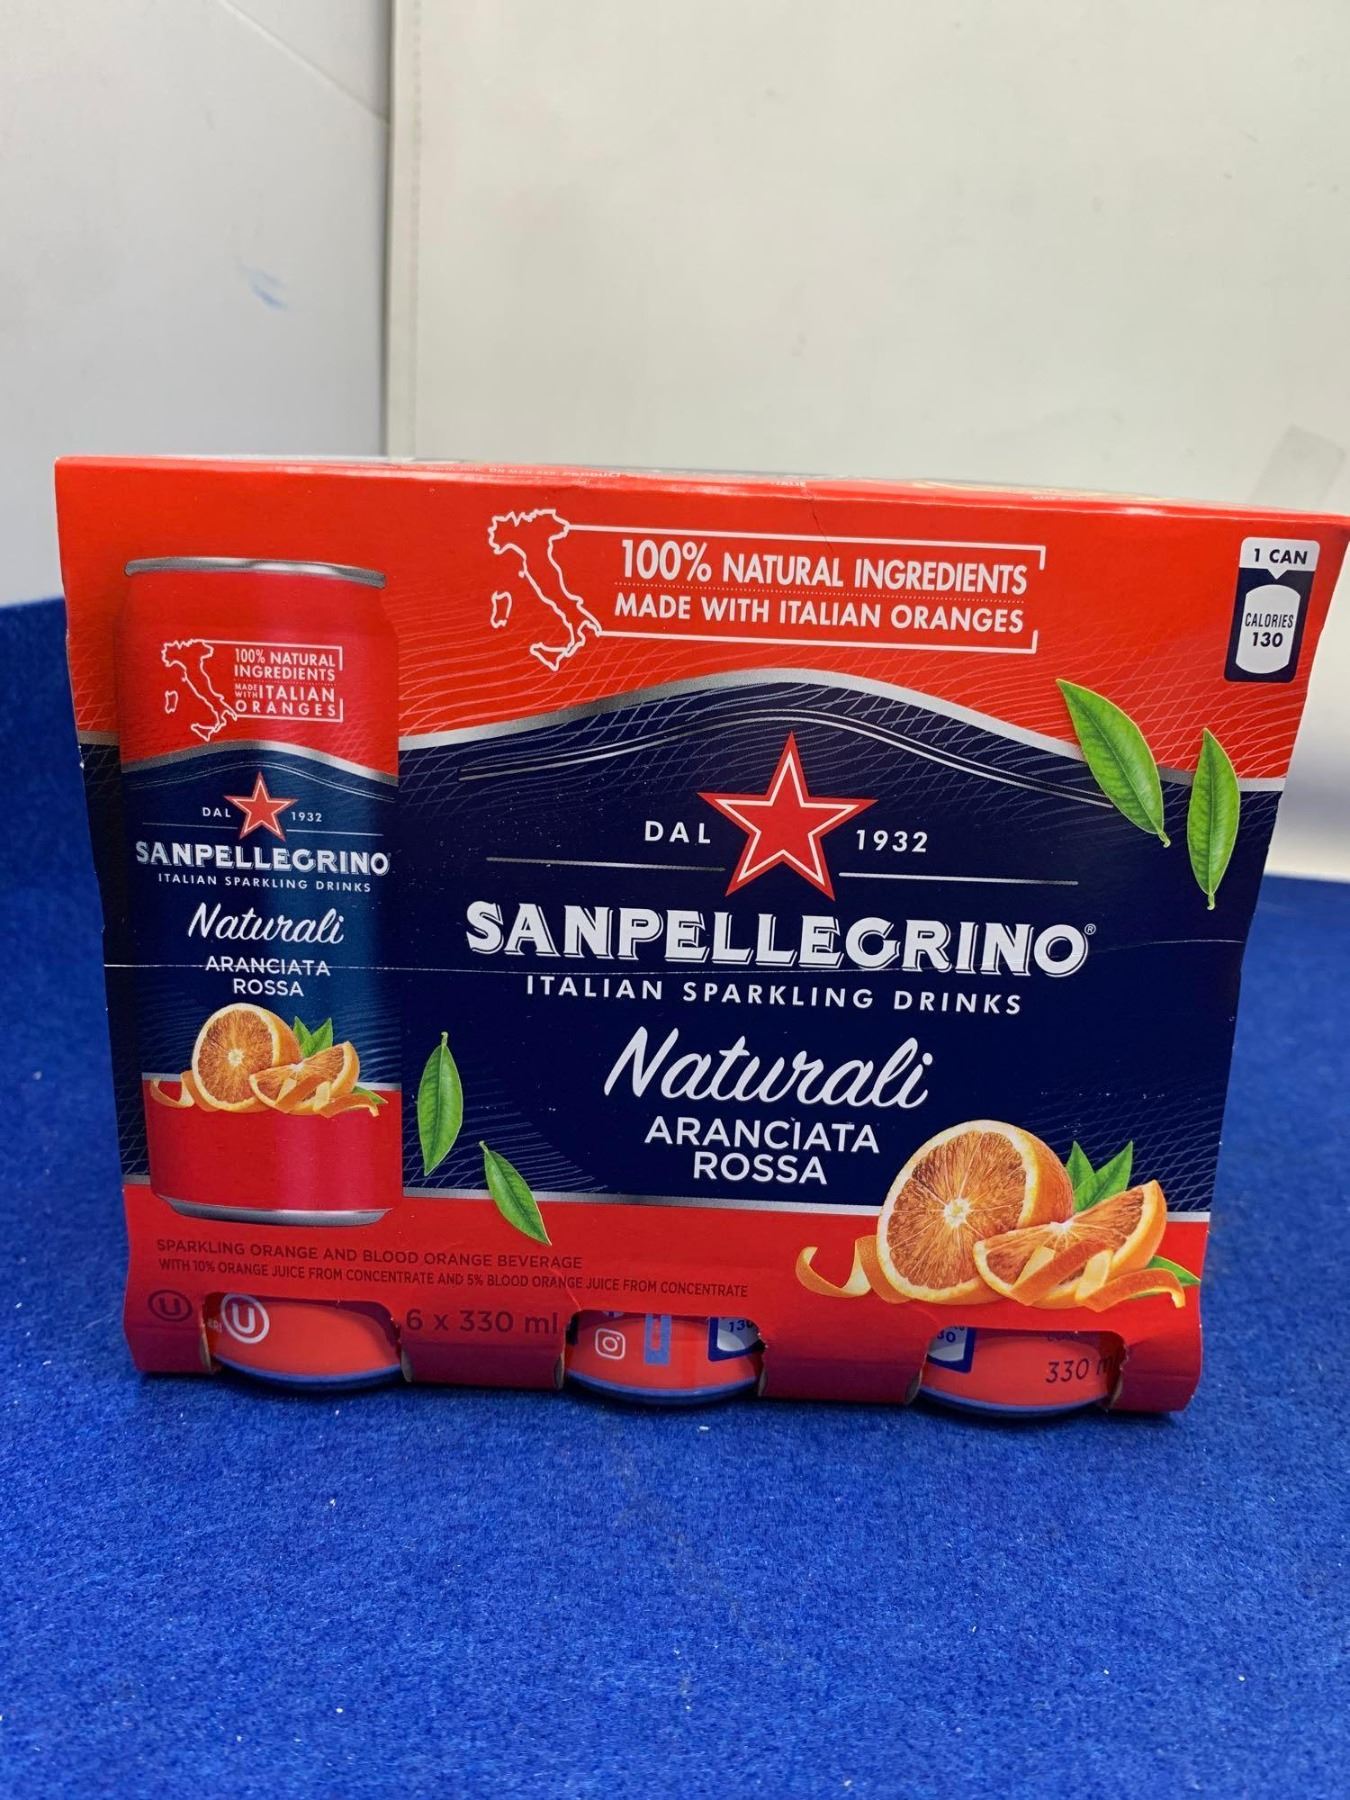 100% NATURAL INGREDIENTS
MADE WITH ITALIAN ORANGES
1 CAN
CALORIES
130
100% NATURAL
INGREDIENTS
MADE WITH ITALIAN
ORANGES
DAL 1932
SANPELLEGRINO
ITALIAN SPARKLING DRINKS
Naturali
ARANCIATA
ROSSA
DAL 1932
SANPELLEGRINO®
ITALIAN SPARKLING DRINKS
Naturali
ARANCIATA
ROSSA
SPARKLING ORANGE AND BLOOD ORANGE BEVERAGE
WITH 10% ORANGE JUICE FROM CONCENTRATE AND 5% BLOOD ORANGE JUICE FROM CONCENTRATE
U
U
6 x 330 ml
130
330 m